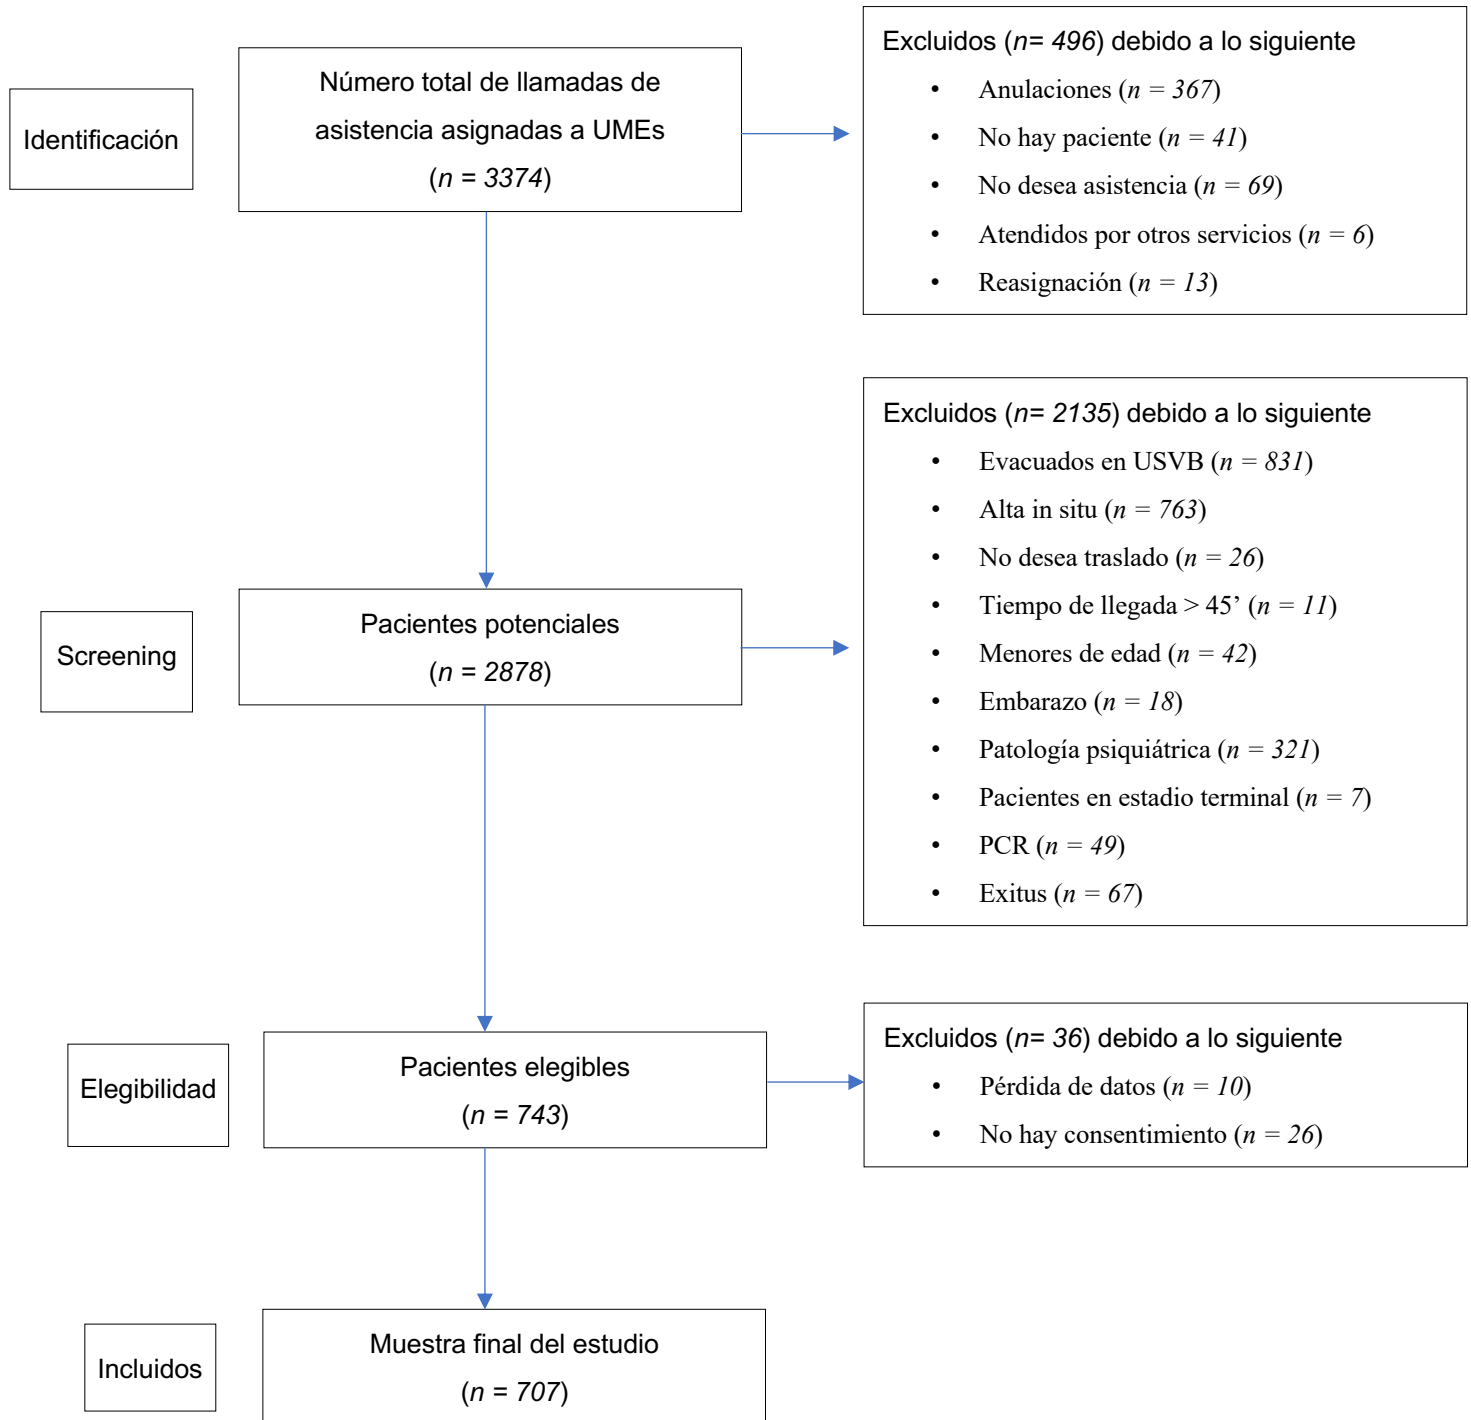 Identificación
Número total de llamadas de
asistencia asignadas a UMEs
(n = 3374)
Excluidos (n= 496) debido a lo siguiente
• Anulaciones (n = 367)
• No hay paciente (n = 41)
• No desea asistencia (n = 69)
• Atendidos por otros servicios (n = 6)
• Reasignación (n = 13)
Screening
Pacientes potenciales
(n = 2878)
Excluidos (n= 2135) debido a lo siguiente
• Evacuados en USVB (n = 831)
• Alta in situ (n = 763)
• No desea traslado (n = 26)
• Tiempo de llegada > 45’ (n = 11)
• Menores de edad (n = 42)
• Embarazo (n = 18)
• Patología psiquiátrica (n = 321)
• Pacientes en estadio terminal (n = 7)
• PCR (n = 49)
• Exitus (n = 67)
Elegibilidad
Pacientes elegibles
(n = 743)
Excluidos (n= 36) debido a lo siguiente
• Pérdida de datos (n = 10)
• No hay consentimiento (n = 26)
Incluidos
Muestra final del estudio
(n = 707)